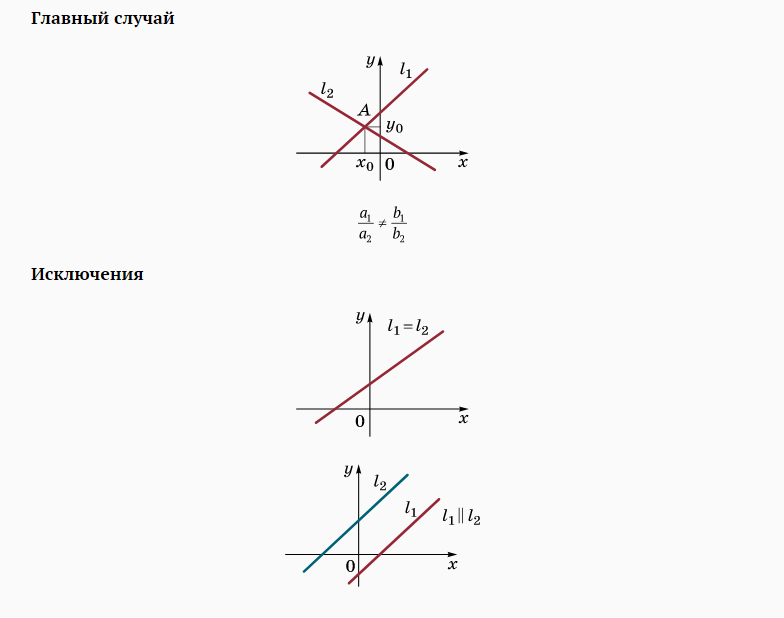 Главный случай
y
l₁
l₂
A
y₀
x₀ 0 x
a₁/a₂ ≠ b₁/b₂
Исключения
y
l₁ = l₂
0 x
y
l₂
l₁
l₁ || l₂
0 x